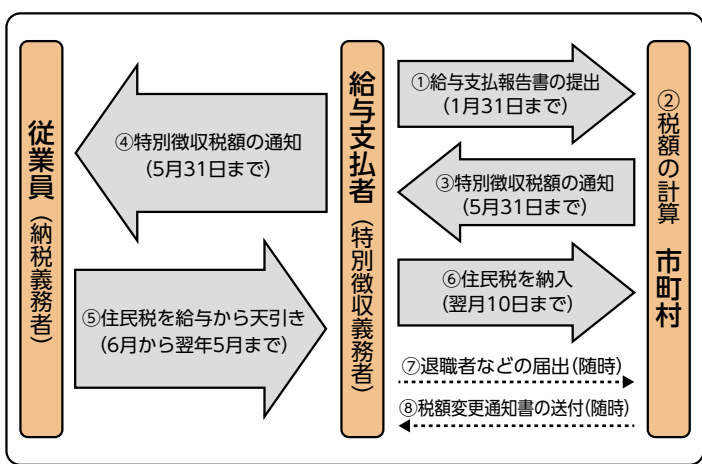 従業員（納税義務者）
④特別徴収税額の通知
（5月31日まで）
⑤住民税を給与から天引き
（6月から翌年5月まで）
給与支払者（特別徴収義務者）
①給与支払報告書の提出
（1月31日まで）
③特別徴収税額の通知
（5月31日まで）
⑥住民税を納入
（翌月10日まで）
⑦退職者などの届出（随時）
⑧税額変更通知書の送付（随時）
②税額の計算　市町村